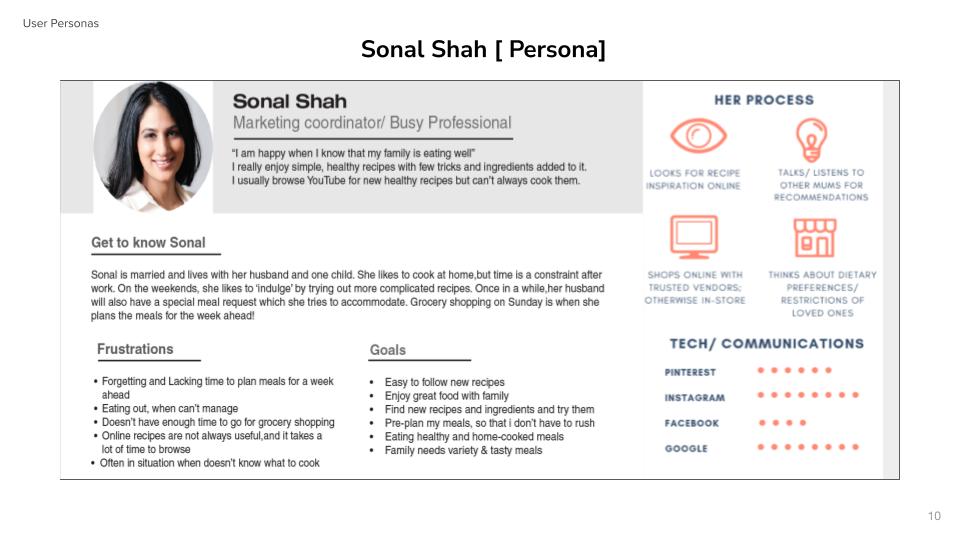 User Personas
Sonal Shah [ Persona]
Sonal Shah
Marketing coordinator/ Busy Professional
“I am happy when I know that my family is eating well”
I really enjoy simple, healthy recipes with few tricks and ingredients added to it.
I usually browse YouTube for new healthy recipes but can’t always cook them.
Get to know Sonal
Sonal is married and lives with her husband and one child. She likes to cook at home,but time is a constraint after
work. On the weekends, she likes to ‘indulge’ by trying out more complicated recipes. Once in a while,her husband
will also have a special meal request which she tries to accommodate. Grocery shopping on Sunday is when she
plans the meals for the week ahead!
Frustrations
• Forgetting and Lacking time to plan meals for a week
ahead
• Eating out, when can’t manage
• Doesn’t have enough time to go for grocery shopping
• Online recipes are not always useful,and it takes a
lot of time to browse
• Often in situation when doesn’t know what to cook
Goals
• Easy to follow new recipes
• Enjoy great food with family
• Find new recipes and ingredients and try them
• Pre-plan my meals, so that i don’t have to rush
• Eating healthy and home-cooked meals
• Family needs variety & tasty meals
HER PROCESS
LOOKS FOR RECIPE
INSPIRATION ONLINE
TALKS/ LISTENS TO
OTHER MUMS FOR
RECOMMENDATIONS
SHOPS ONLINE WITH
TRUSTED VENDORS;
OTHERWISE IN-STORE
THINKS ABOUT DIETARY
PREFERENCES/
RESTRICTIONS OF
LOVED ONES
TECH/ COMMUNICATIONS
PINTEREST
INSTAGRAM
FACEBOOK
GOOGLE
10